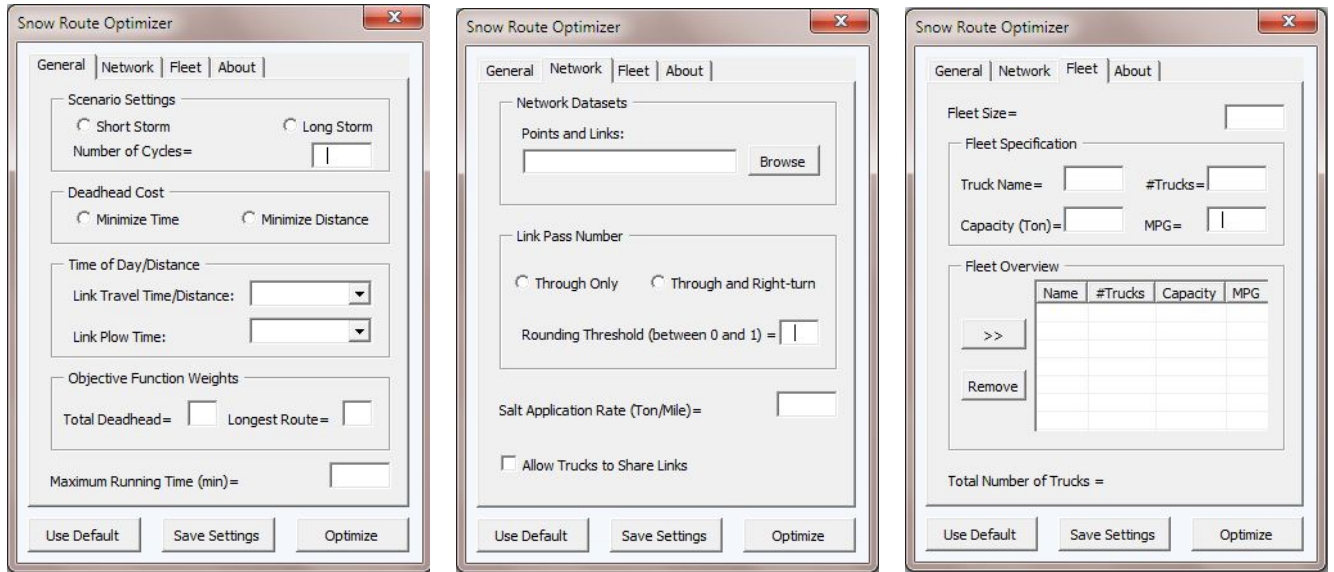 Snow Route Optimizer
General Network Fleet About
Scenario Settings
Short Storm Long Storm
Number of Cycles=
Deadhead Cost
Minimize Time Minimize Distance
Time of Day/Distance
Link Travel Time/Distance:
Link Plow Time:
Objective Function Weights
Total Deadhead= Longest Route=
Maximum Running Time (min)=
Use Default Save Settings Optimize
Snow Route Optimizer
General Network Fleet About
Network Datasets
Points and Links:
Browse
Link Pass Number
Through Only Through and Right-turn
Rounding Threshold (between 0 and 1) =
Salt Application Rate (Ton/Mile)=
Allow Trucks to Share Links
Use Default Save Settings Optimize
Snow Route Optimizer
General Network Fleet About
Fleet Size=
Fleet Specification
Truck Name= #Trucks=
Capacity (Ton)= MPG=
Fleet Overview
Name #Trucks Capacity MPG
>>
Remove
Total Number of Trucks =
Use Default Save Settings Optimize